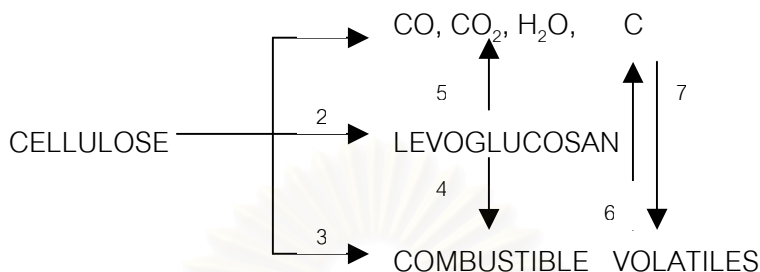 CO, CO₂, H₂O, C
5 7
2
CELLULOSE LEVOGLUCOSAN
4
6
3
COMBUSTIBLE VOLATILES